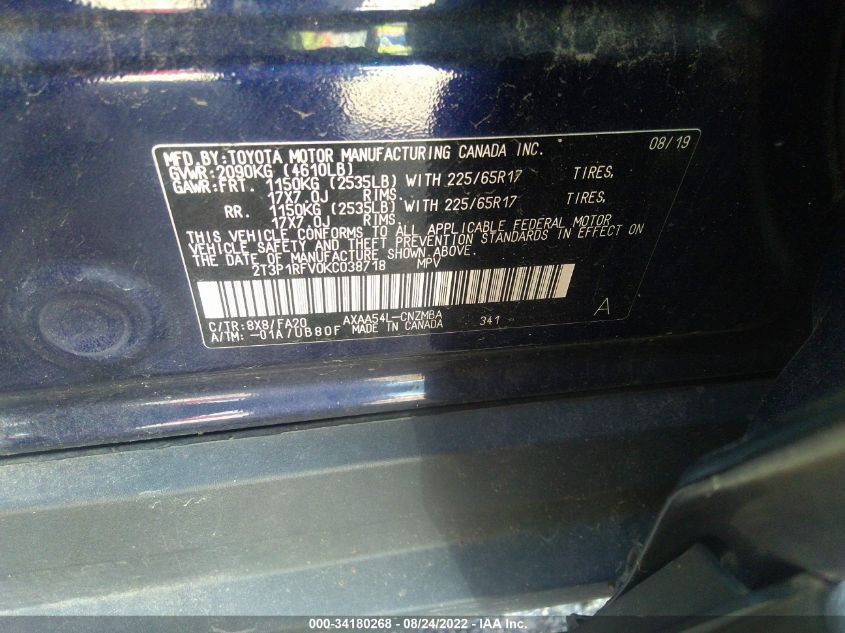 08/19
MFD.BY:TOYOTA MOTOR MANUFACTURING CANADA INC.
GVWR:2090KG (4610LB)
GAWR:FRT. 1150KG (2535LB) WITH 225/65R17 TIRES,
17X7.0J RIMS.
RR. 1150KG (2535LB) WITH 225/65R17 TIRES,
17X7.0J RIMS.
THIS VEHICLE CONFORMS TO ALL APPLICABLE FEDERAL MOTOR
VEHICLE SAFETY AND THEFT PREVENTION STANDARDS IN EFFECT ON
THE DATE OF MANUFACTURE SHOWN ABOVE.
2T3P1RFV0KC038718 MPV
C/TR:8X8/FA20 AXAA54L-CNZMBA 341 A
A/TM:-01A/UB80F MADE IN CANADA
000-34180268 - 08/24/2022 - IAA Inc.